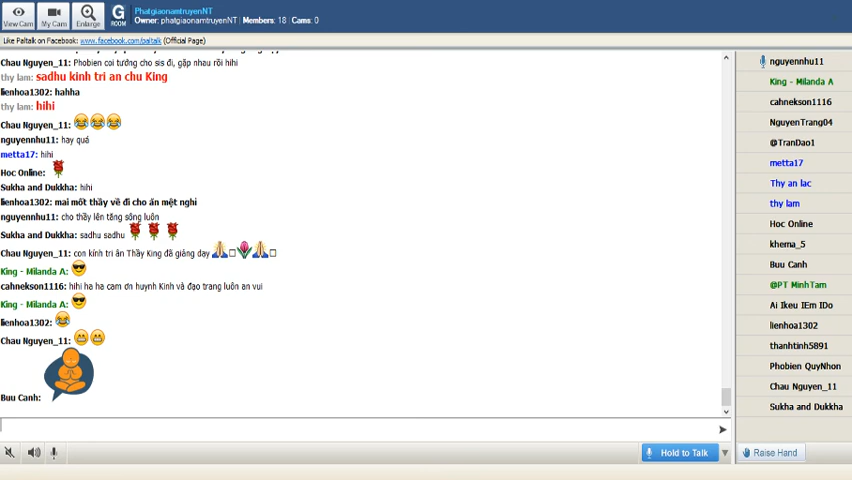 View Cam
My Cam
Enlarge
G
ROOM
PhatgiaonamtruyenNT
Owner: phatgiaonamtruyenNT | Members: 18 | Cams: 0
Like Paltalk on Facebook: www.facebook.com/paltalk (Official Page)
Chau Nguyen_11: Phobien coi tướng cho sis đi, gặp nhau rồi hihi
thy lam: sadhu kinh tri an chu King
lienhoa1302: hahha
thy lam: hihi
Chau Nguyen_11:
nguyennhu11: hay quá
metta17: hihi
Hoc Online:
Sukha and Dukkha: hihi
lienhoa1302: mai mốt thầy về đi cho ấn mệt nghi
nguyennhu11: cho thầy lên tăng sông luôn
Sukha and Dukkha: sadhu sadhu
Chau Nguyen_11: con kính tri ân Thầy King đã giảng dạy
King - Milanda A:
cahnekson1116: hihi ha ha cam ơn huynh Kinh và đạo trang luôn an vui
King - Milanda A:
lienhoa1302:
Chau Nguyen_11:
Buu Canh:
Hold to Talk
Raise Hand
nguyennhu11
King - Milanda A
cahnekson1116
NguyenTrang04
@TranDao1
metta17
Thy an lac
thy lam
Hoc Online
khema_5
Buu Canh
@PT MinhTam
Ai Ikeu IEm IDo
lienhoa1302
thanhtinh5891
Phobien QuyNhon
Chau Nguyen_11
Sukha and Dukkha